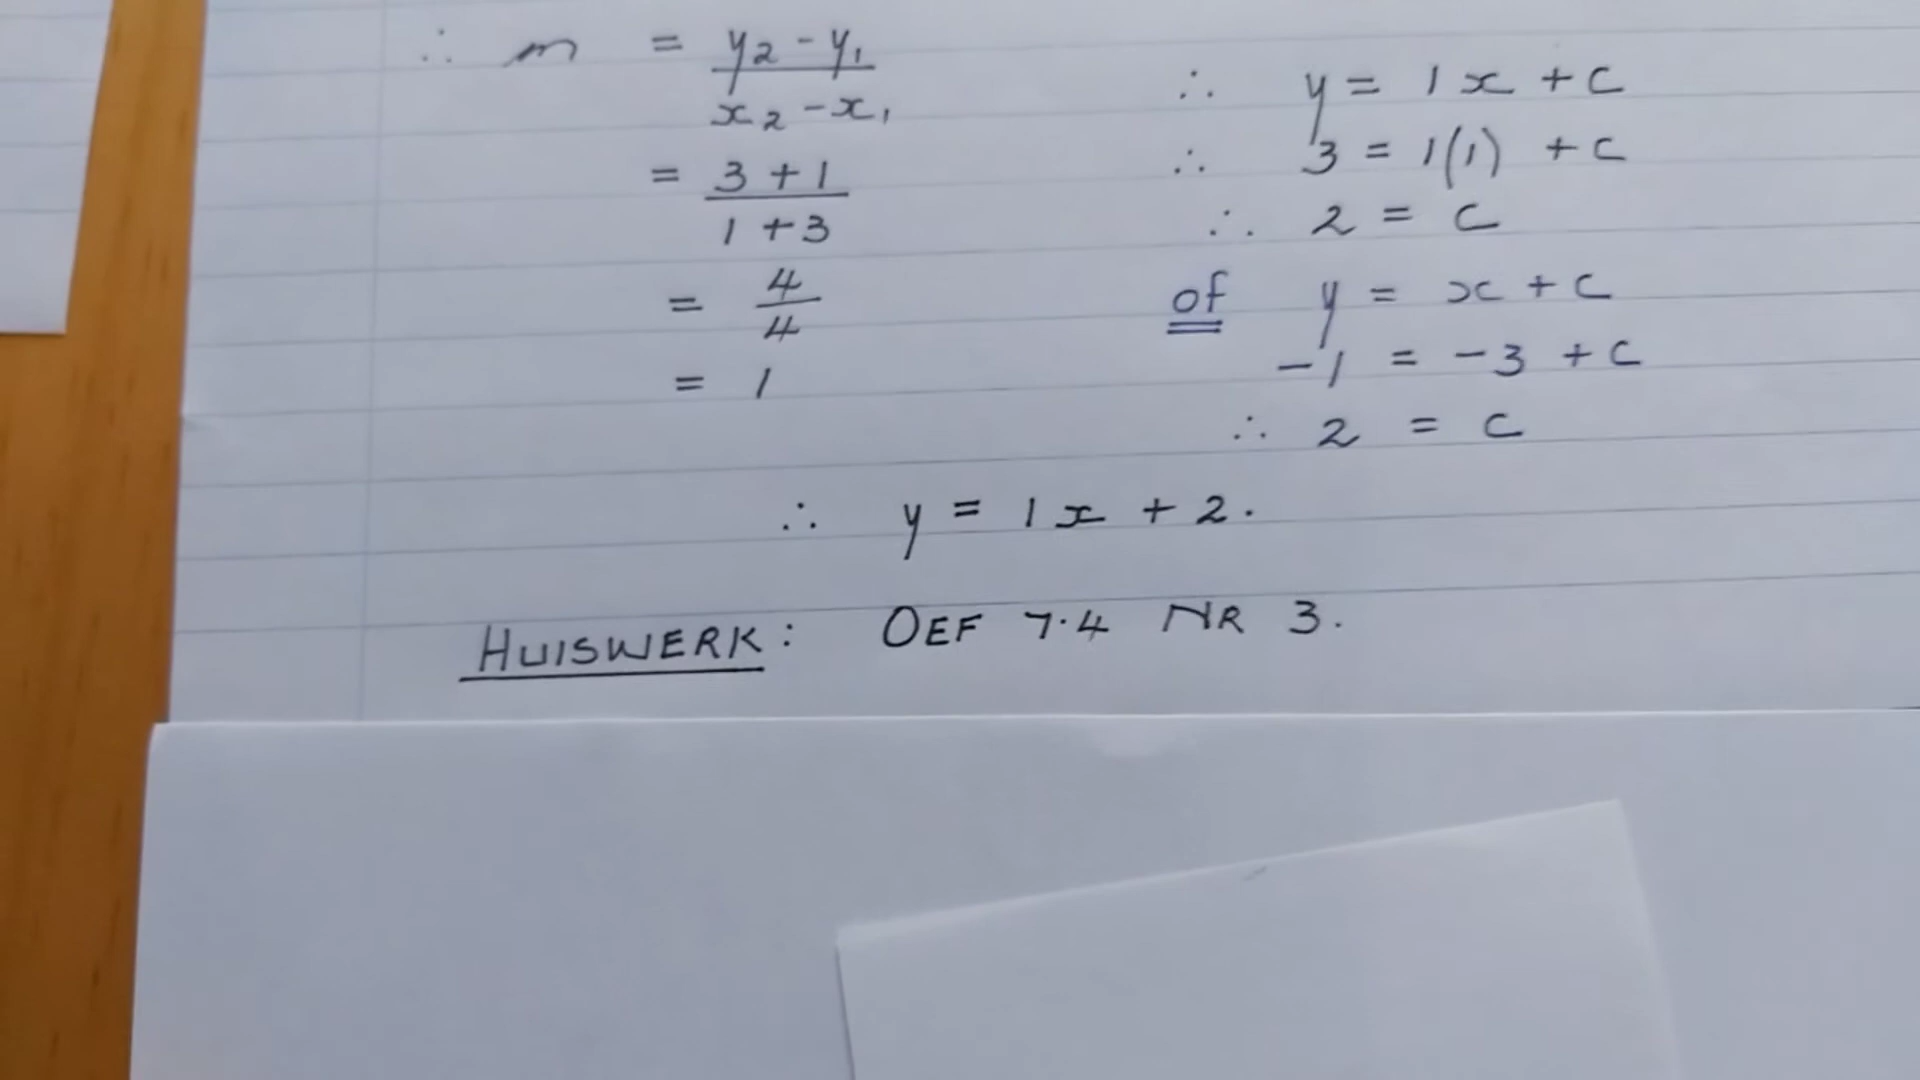 ∴ m = y₂ - y₁ / x₂ - x₁
= 3 + 1 / 1 + 3
= 4 / 4
= 1
∴ y = 1x + c
∴ 3 = 1(1) + c
∴ 2 = c
of y = x + c
-1 = -3 + c
∴ 2 = c
∴ y = 1x + 2.
HUISWERK: OEF 7.4 NR 3.